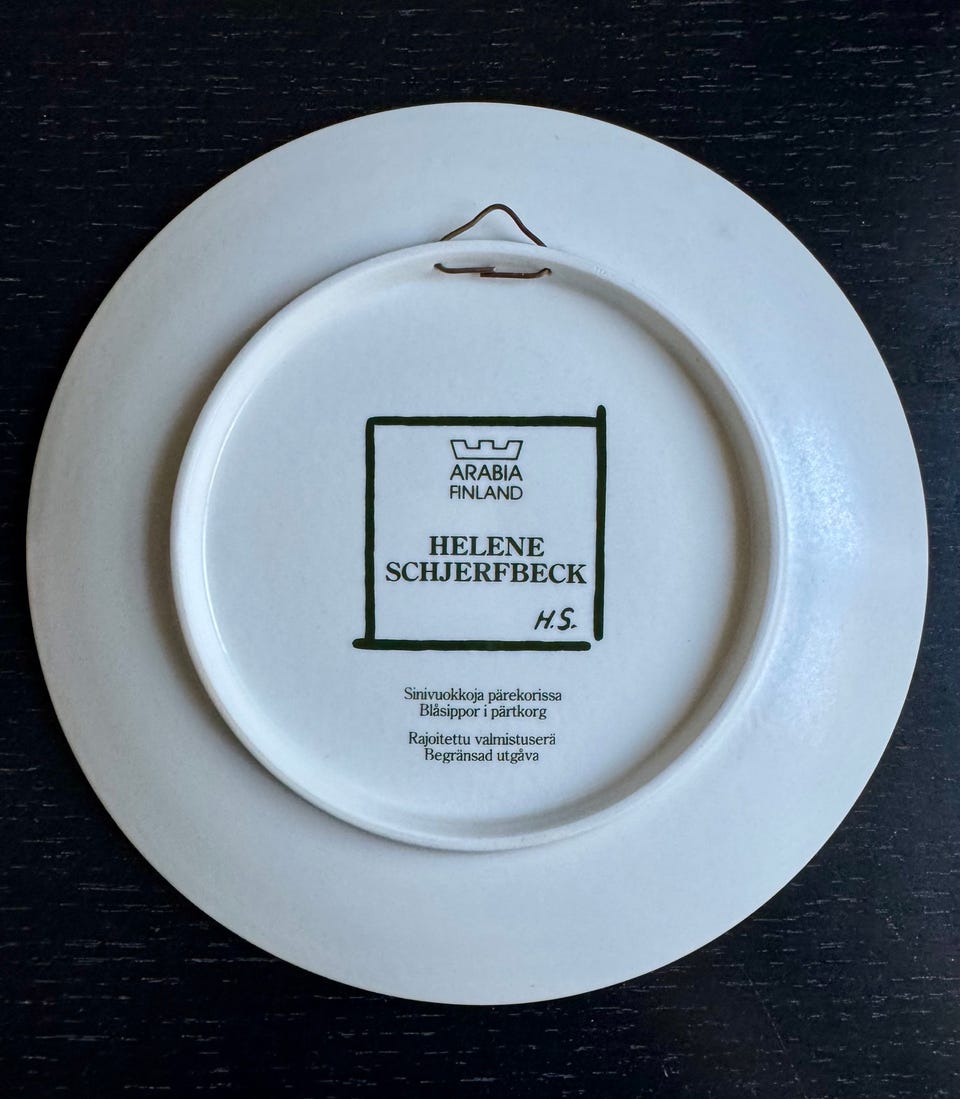 ARABIA
FINLAND
HELENE
SCHJERFBECK
H.S.
Sinivuokkoja pärekorissa
Blåsippor i pärtkorg
Rajoitettu valmistuserä
Begränsad utgåva